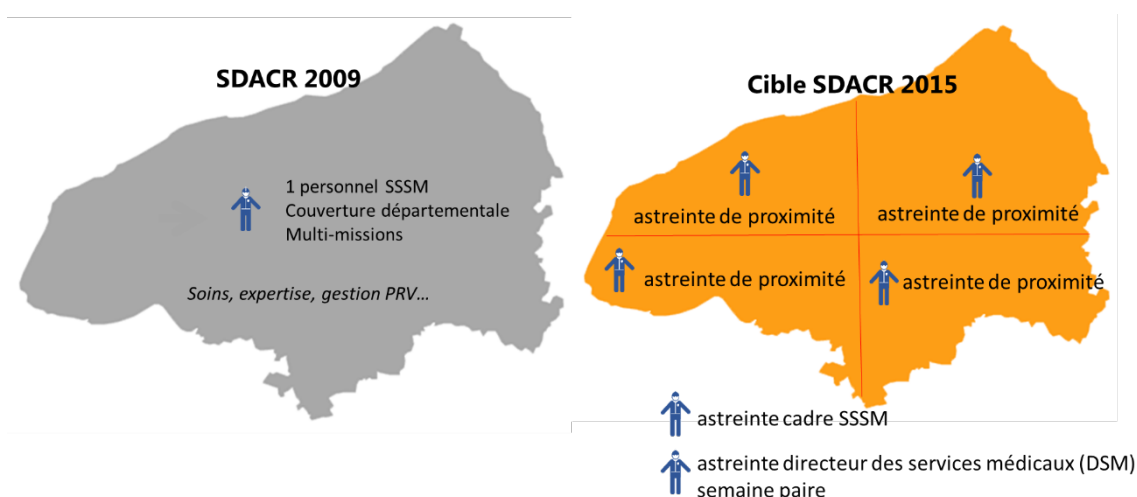 SDACR 2009
1 personnel SSSM
Couverture départementale
Multi-missions
Soins, expertise, gestion PRV…
Cible SDACR 2015
astreinte de proximité
astreinte de proximité
astreinte de proximité
astreinte de proximité
astreinte cadre SSSM
astreinte directeur des services médicaux (DSM)
semaine paire